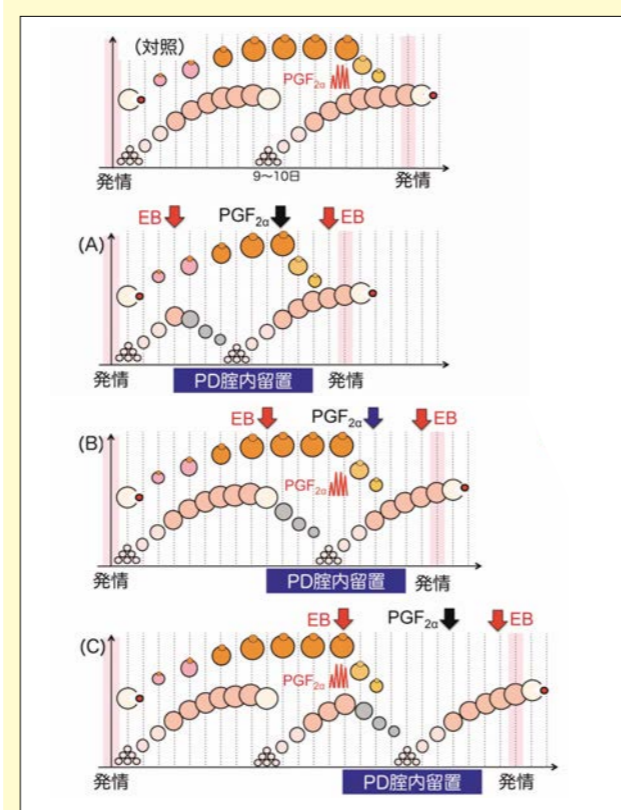 （対照）
PGF2α
9〜10日
発情
発情
EB
PGF2α
EB
(A)
発情
PD腟内留置
発情
EB
PGF2α
EB
(B)
PGF2α
発情
PD腟内留置
発情
EB
PGF2α
EB
(C)
PGF2α
発情
PD腟内留置
発情